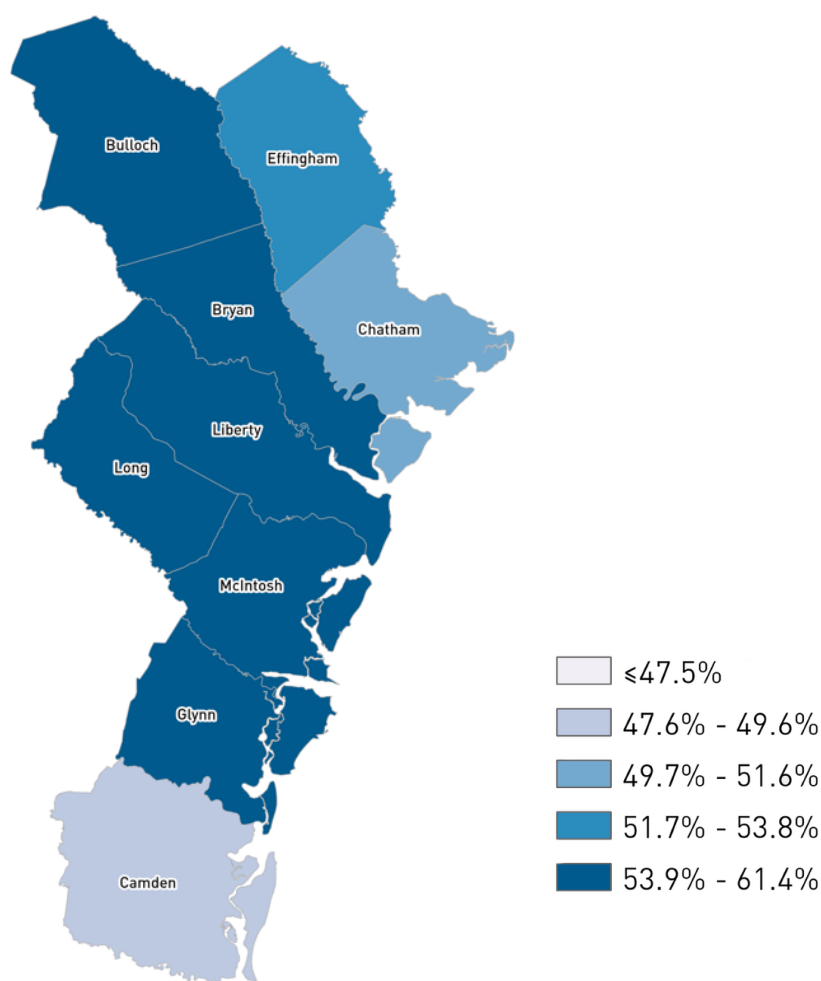 Bulloch
Effingham
Bryan
Chatham
Liberty
Long
McIntosh
Glynn
Camden
⩽47.5%
47.6% - 49.6%
49.7% - 51.6%
51.7% - 53.8%
53.9% - 61.4%